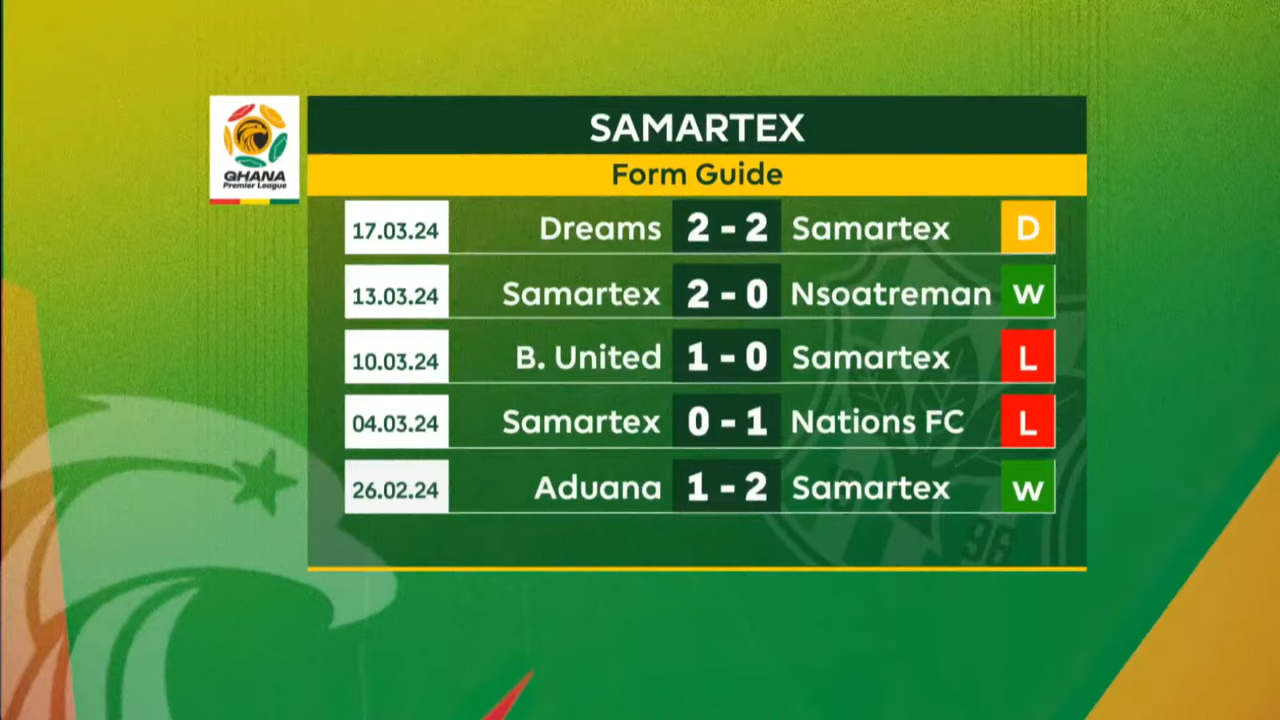 GHANA
Premier League
SAMARTEX
Form Guide
17.03.24 Dreams 2 - 2 Samartex D
13.03.24 Samartex 2 - 0 Nsoatreman W
10.03.24 B. United 1 - 0 Samartex L
04.03.24 Samartex 0 - 1 Nations FC L
26.02.24 Aduana 1 - 2 Samartex W
96